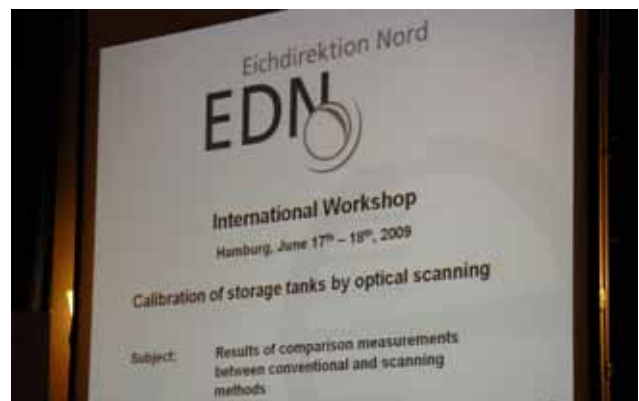 Eichdirektion Nord
EDN
International Workshop
Hamburg, June 17th – 18th, 2009
Calibration of storage tanks by optical scanning
Subject: Results of comparison measurements
between conventional and scanning
methods